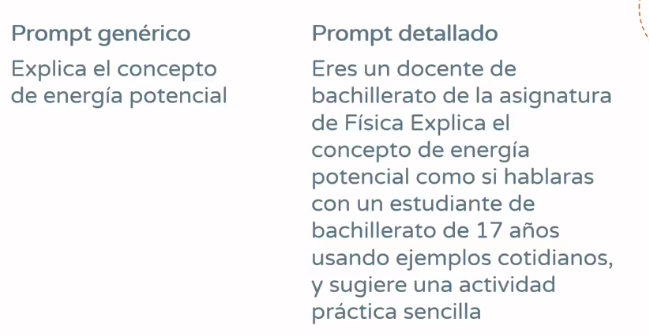 Prompt genérico
Explica el concepto
de energía potencial
Prompt detallado
Eres un docente de
bachillerato de la asignatura
de Física Explica el
concepto de energía
potencial como si hablaras
con un estudiante de
bachillerato de 17 años
usando ejemplos cotidianos,
y sugiere una actividad
práctica sencilla